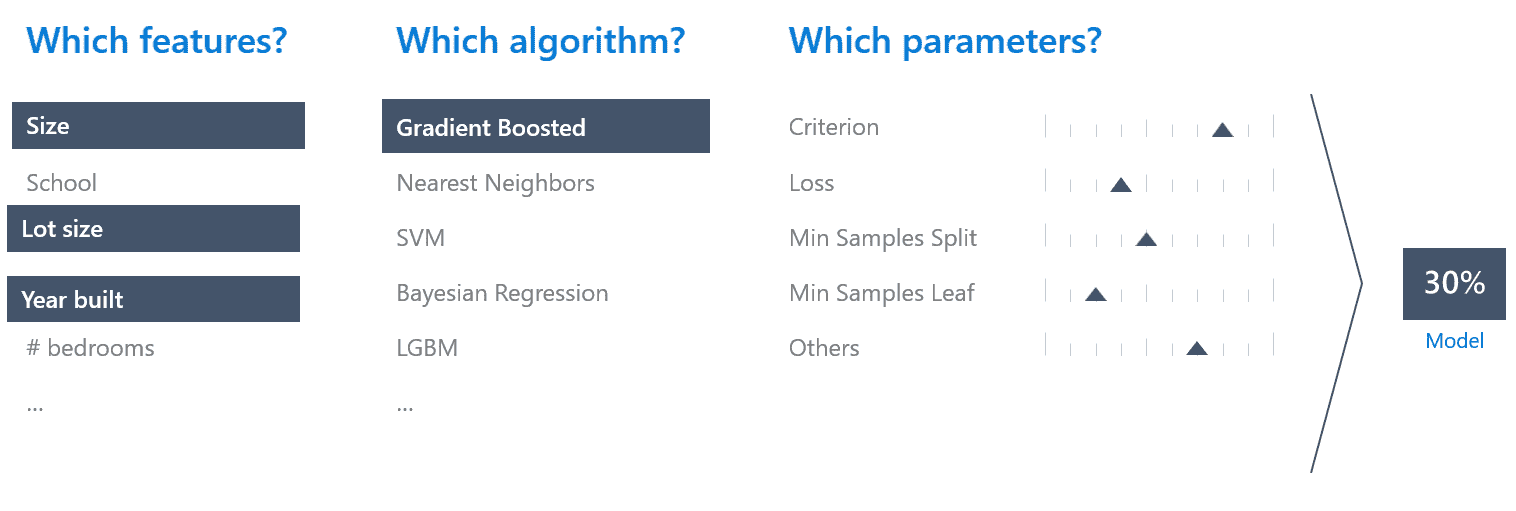 Which features?
Size
School
Lot size
Year built
# bedrooms
...
Which algorithm?
Gradient Boosted
Nearest Neighbors
SVM
Bayesian Regression
LGBM
...
Which parameters?
Criterion
Loss
Min Samples Split
Min Samples Leaf
Others
30%
Model